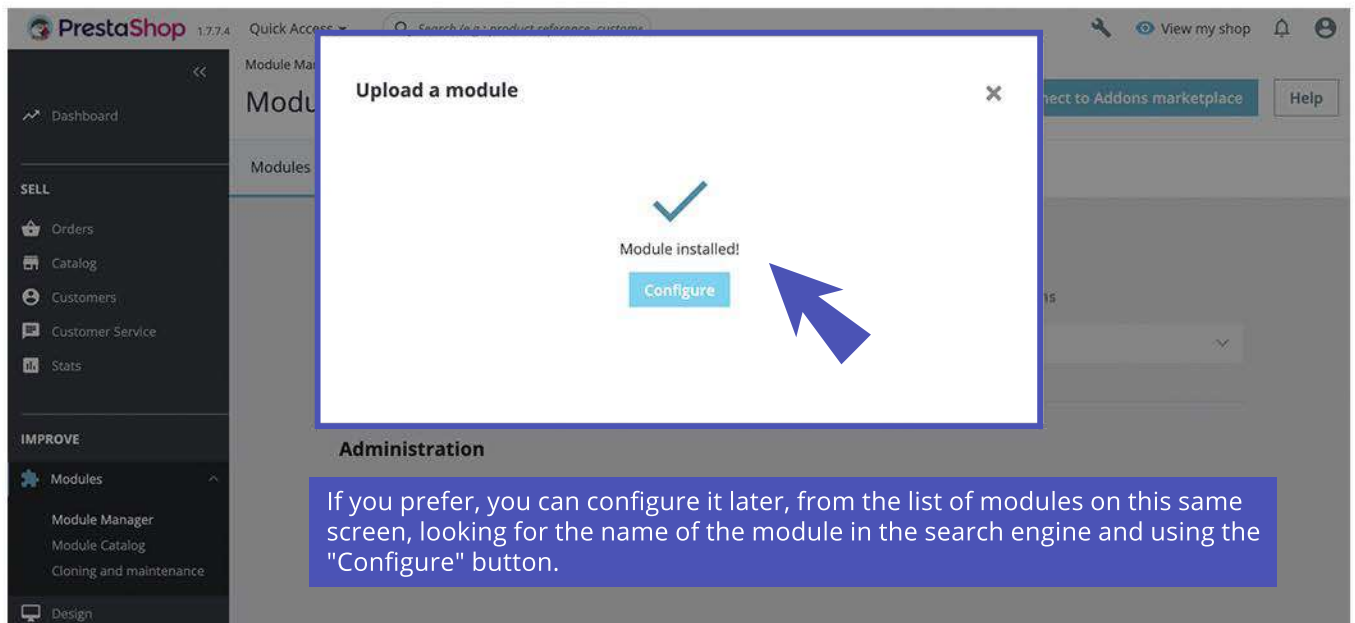 PrestaShop 1.7.7.4 Quick Access
View my shop
Module
Modu
Upload a module
to Addons marketplace
Help
Dashboard
Modules
SELL
Orders
Catalog
Customers
Customer Service
Stats
Module installed!
Configure
IMPROVE
Modules
Module Manager
Module Catalog
Cloning and maintenance
Design
Administration
If you prefer, you can configure it later, from the list of modules on this same
screen, looking for the name of the module in the search engine and using the
"Configure" button.